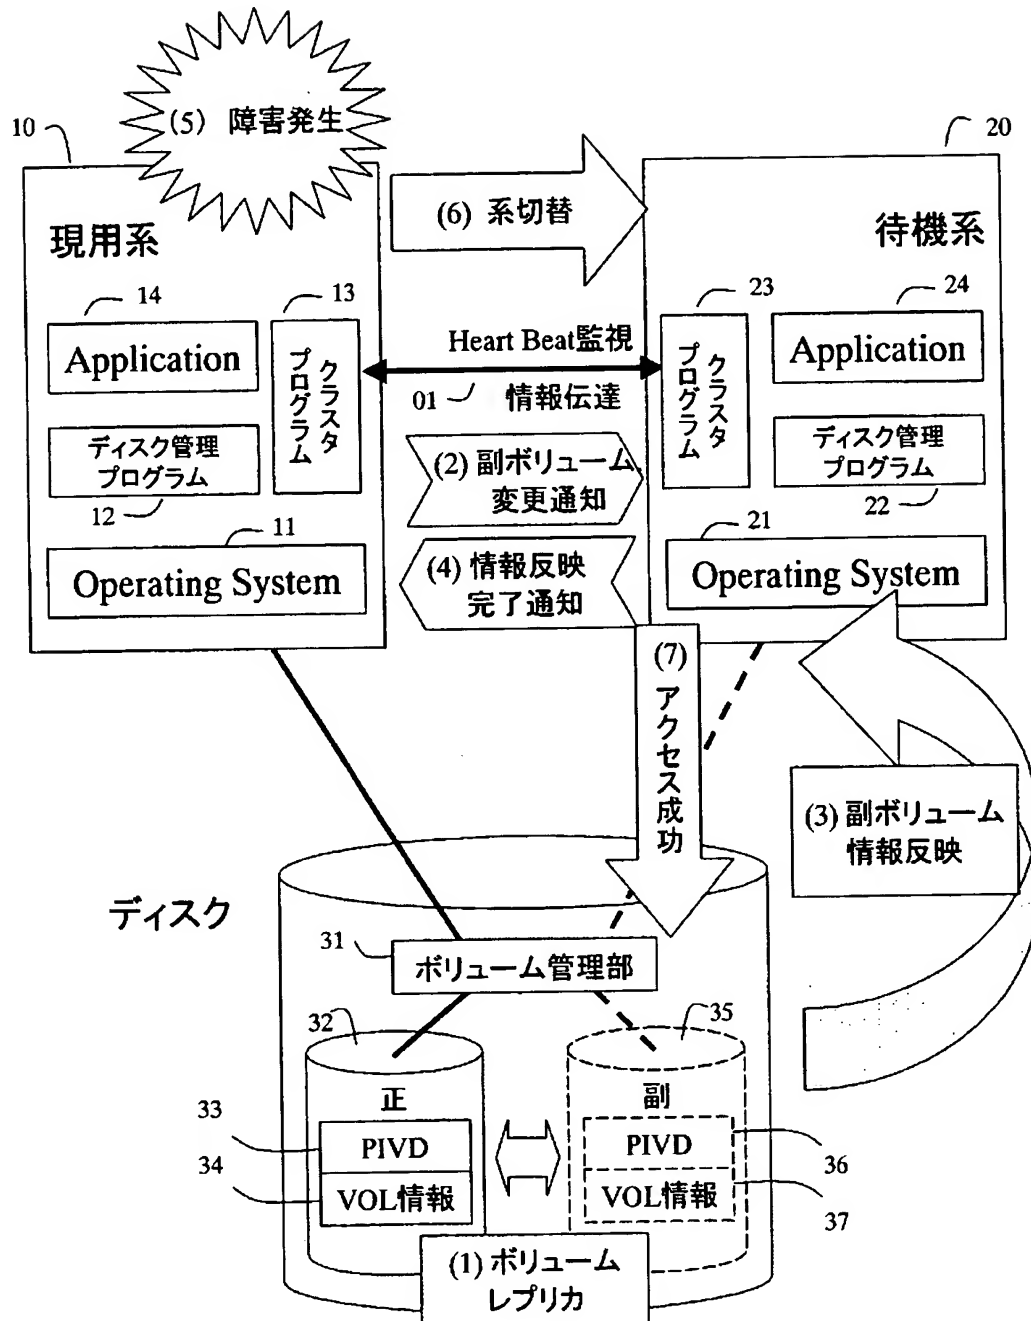 (5) 障害発生
10
20
(6) 系切替
現用系
待機系
14
13
23
24
Application
クラスタ
プログラム
Heart Beat監視
クラスタ
プログラム
Application
01
情報伝達
ディスク管理
プログラム
(2) 副ボリューム
変更通知
ディスク管理
プログラム
12
22
11
21
Operating System
(4) 情報反映
完了通知
Operating System
(7)
アクセス成功
(3) 副ボリューム
情報反映
ディスク
31
ボリューム管理部
32
35
正
副
33
PIVD
PIVD
36
34
VOL情報
VOL情報
37
(1) ボリューム
レプリカ